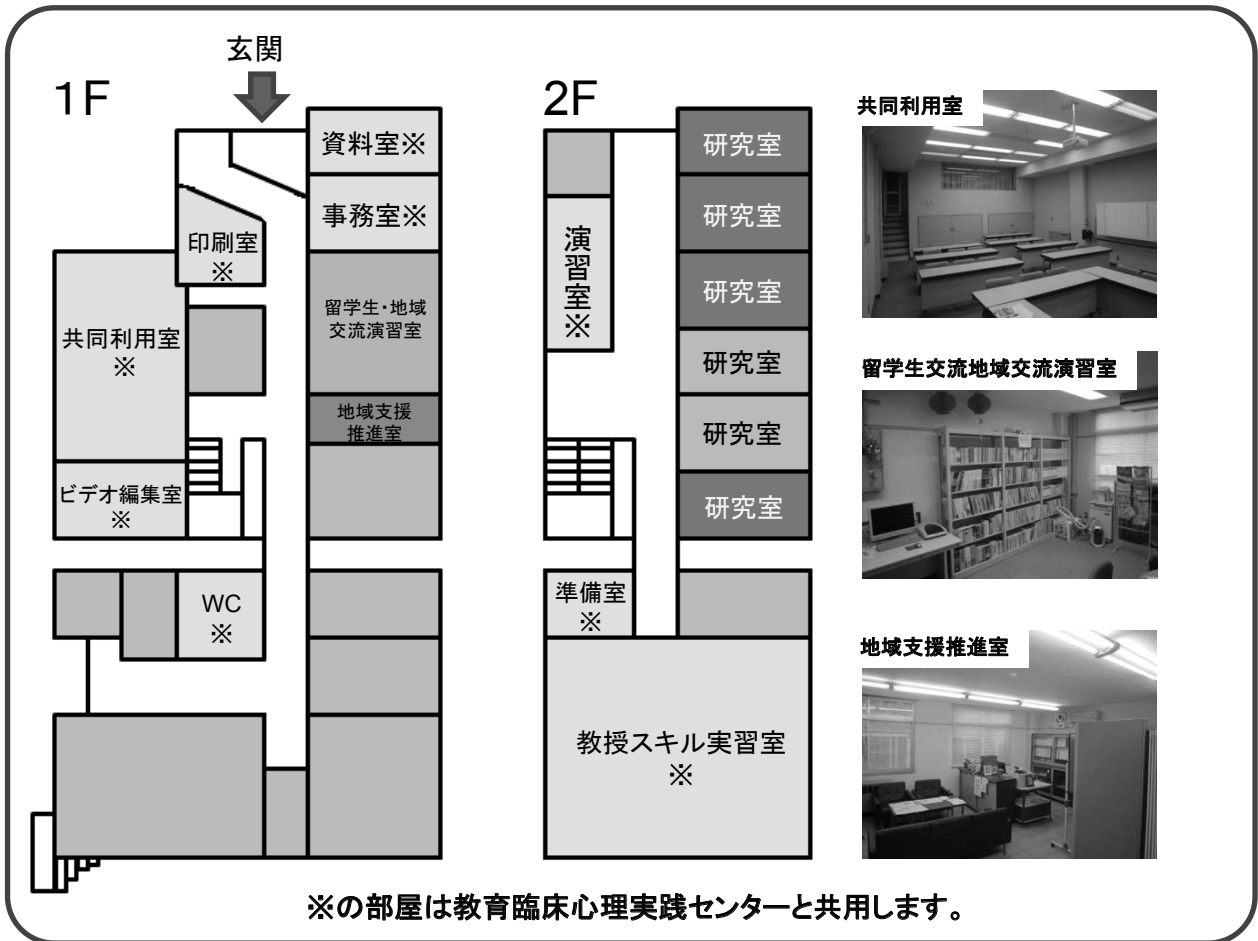 玄関
1F
資料室※
事務室※
印刷室
※
留学生・地域
交流演習室
共同利用室
※
地域支援
推進室
ビデオ編集室
※
WC
※
2F
研究室
研究室
演習室※
研究室
研究室
研究室
研究室
準備室
※
教授スキル実習室
※
共同利用室
留学生交流地域交流演習室
地域支援推進室
※の部屋は教育臨床心理実践センターと共用します。